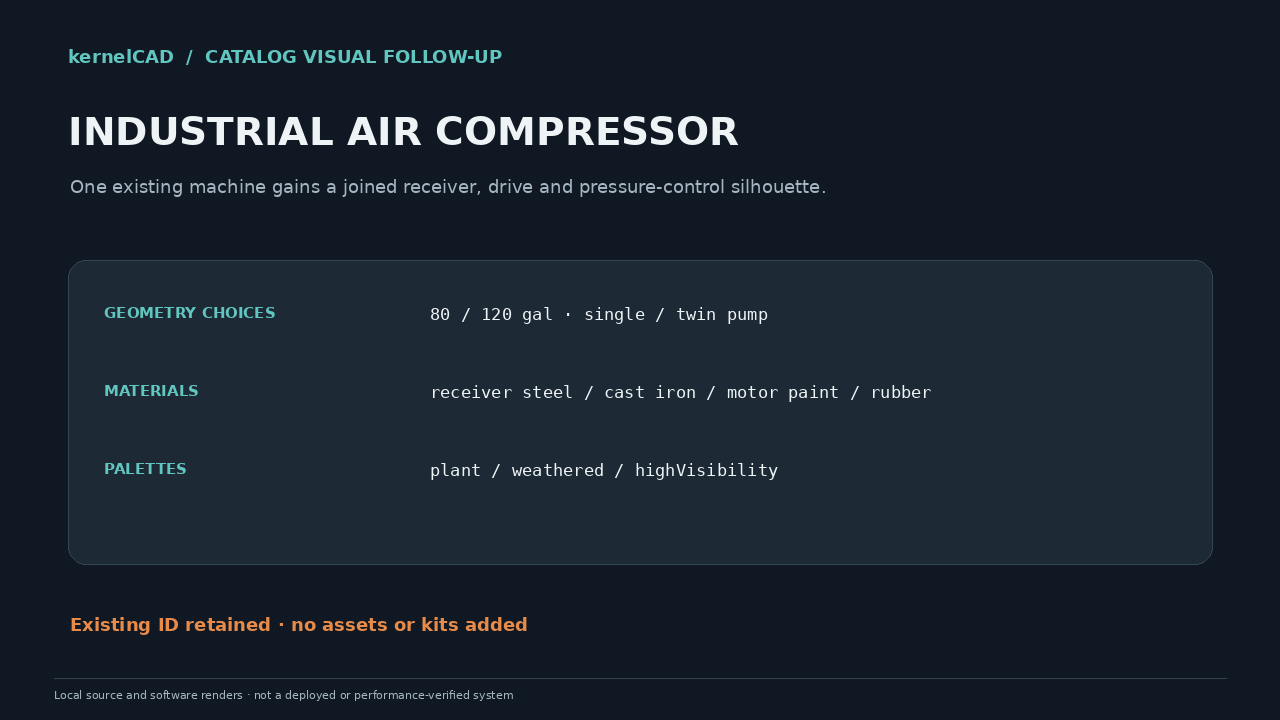 kernelCAD / CATALOG VISUAL FOLLOW-UP
INDUSTRIAL AIR COMPRESSOR
One existing machine gains a joined receiver, drive and pressure-control silhouette.
GEOMETRY CHOICES 80 / 120 gal · single / twin pump
MATERIALS receiver steel / cast iron / motor paint / rubber
PALETTES plant / weathered / highVisibility
Existing ID retained · no assets or kits added
Local source and software renders · not a deployed or performance-verified system